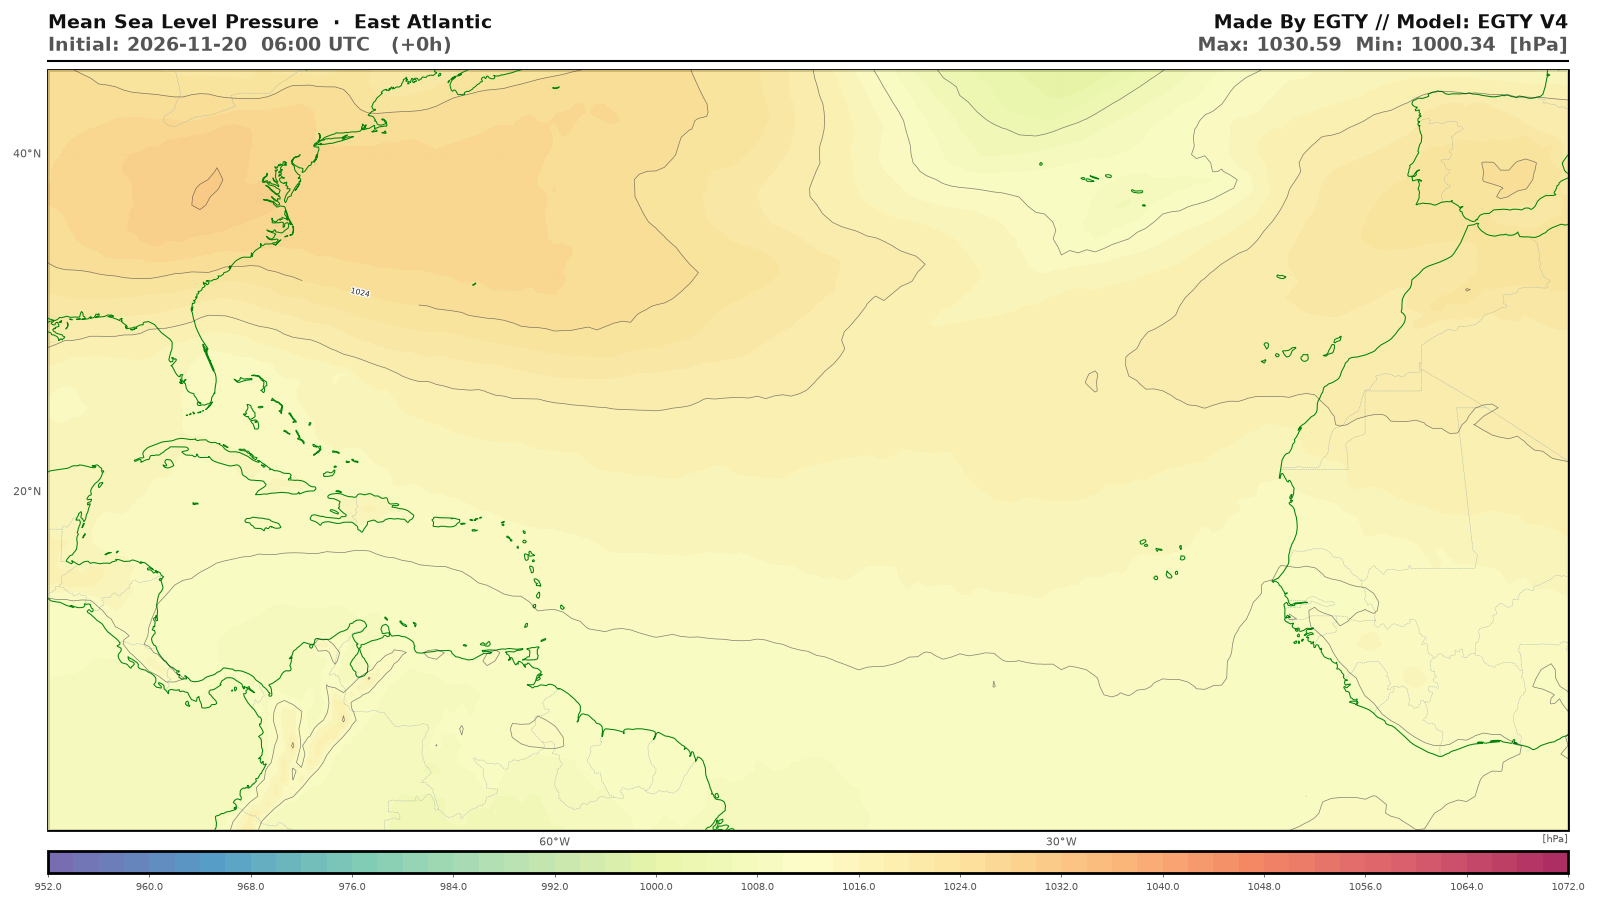 Mean Sea Level Pressure · East Atlantic
Made By EGTY // Model: EGTY V4
Initial: 2026-11-20 06:00 UTC (+0h)
Max: 1030.59 Min: 1000.34 [hPa]
40°N
1024
20°N
60°W
30°W
[hPa]
952.0 960.0 968.0 976.0 984.0 992.0 1000.0 1008.0 1016.0 1024.0 1032.0 1040.0 1048.0 1056.0 1064.0 1072.0